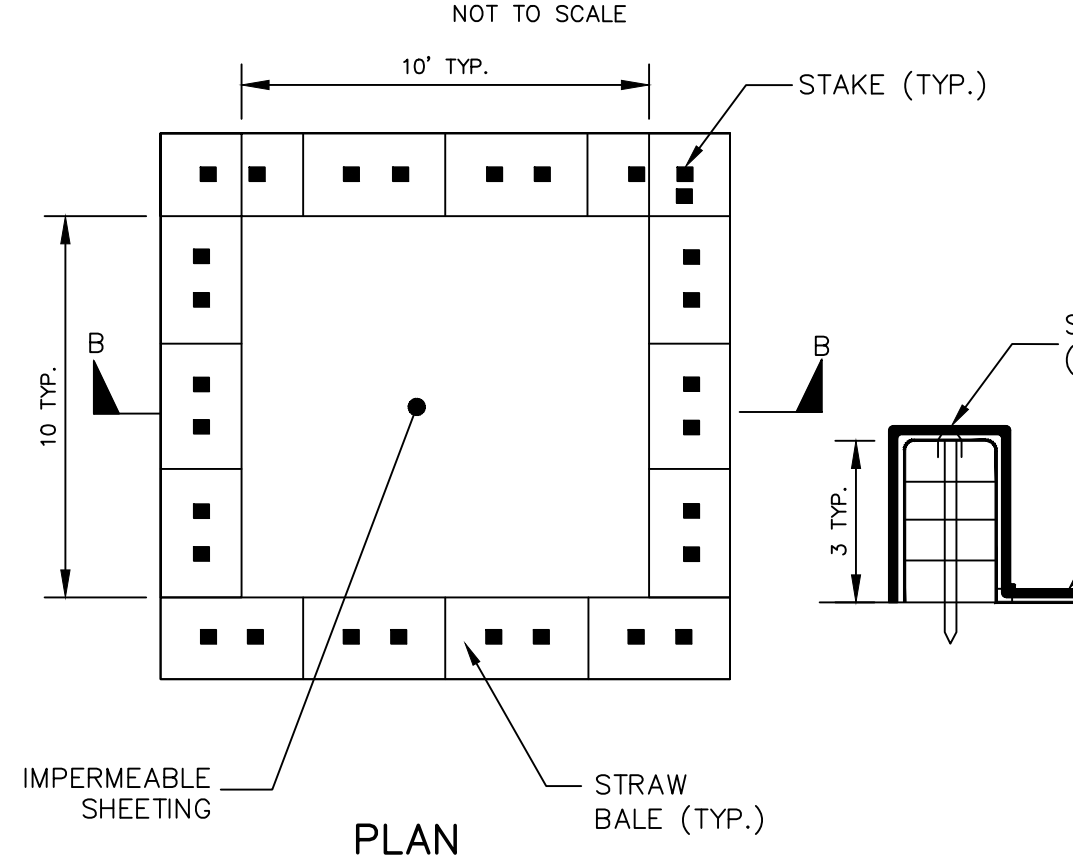 NOT TO SCALE
10' TYP.
STAKE (TYP.)
B
B
10 TYP.
3 TYP.
IMPERMEABLE
SHEETING
STRAW
BALE (TYP.)
PLAN